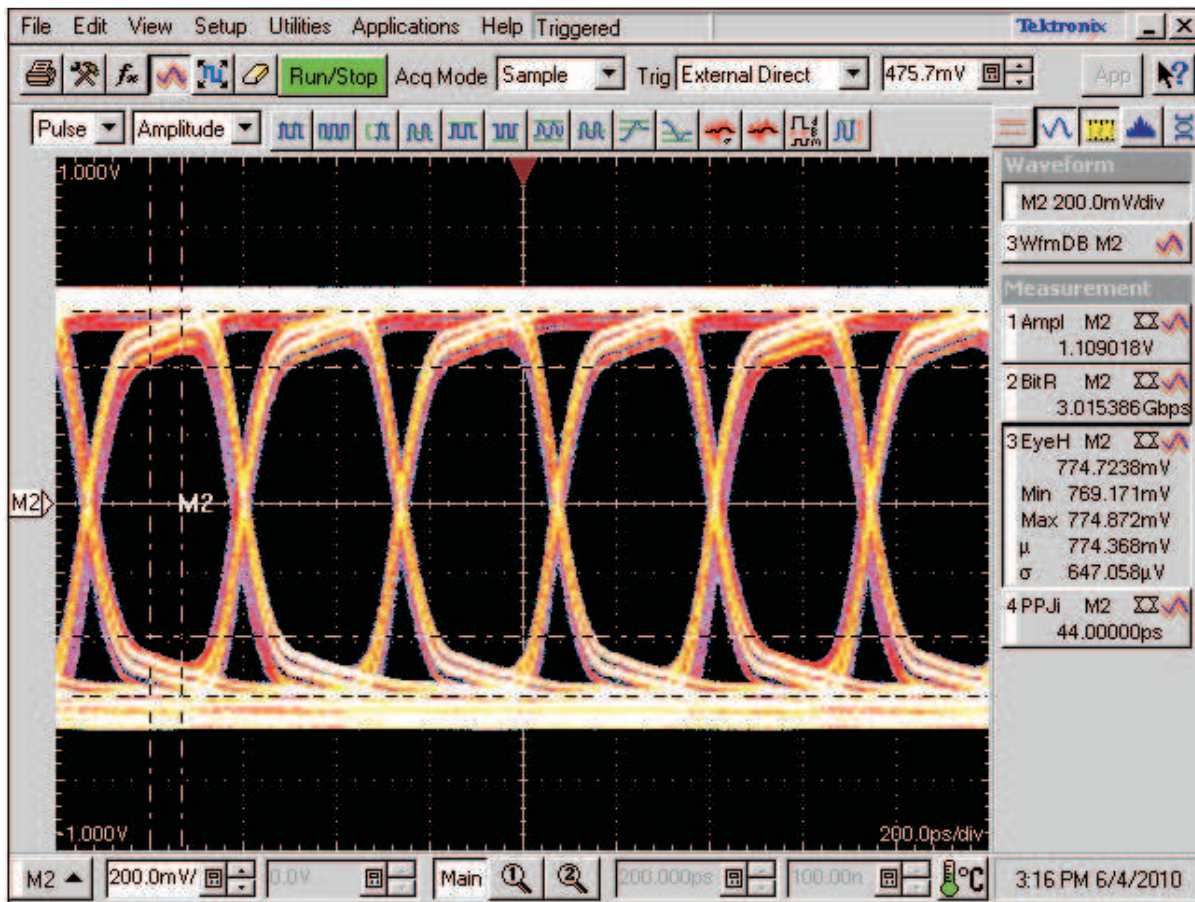 File Edit View Setup Utilities Applications Help Triggered Tektronix
Run/Stop Acq Mode Sample Trig External Direct 475.7mV App
Pulse Amplitude
1.000V
Waveform
M2 200.0mV/div
3WfmDB M2
Measurement
1 Ampl M2
1.109018V
2 BitR M2
3.015386Gbps
3 EyeH M2
774.7238mV
Min 769.171mV
Max 774.872mV
µ 774.368mV
σ 647.058µV
4 PPJi M2
44.00000ps
M2
M2
-1.000V 200.0ps/div
M2 200.0mV/ 0.0V Main 1 2 200.000ps 100.00n °C 3:16 PM 6/4/2010